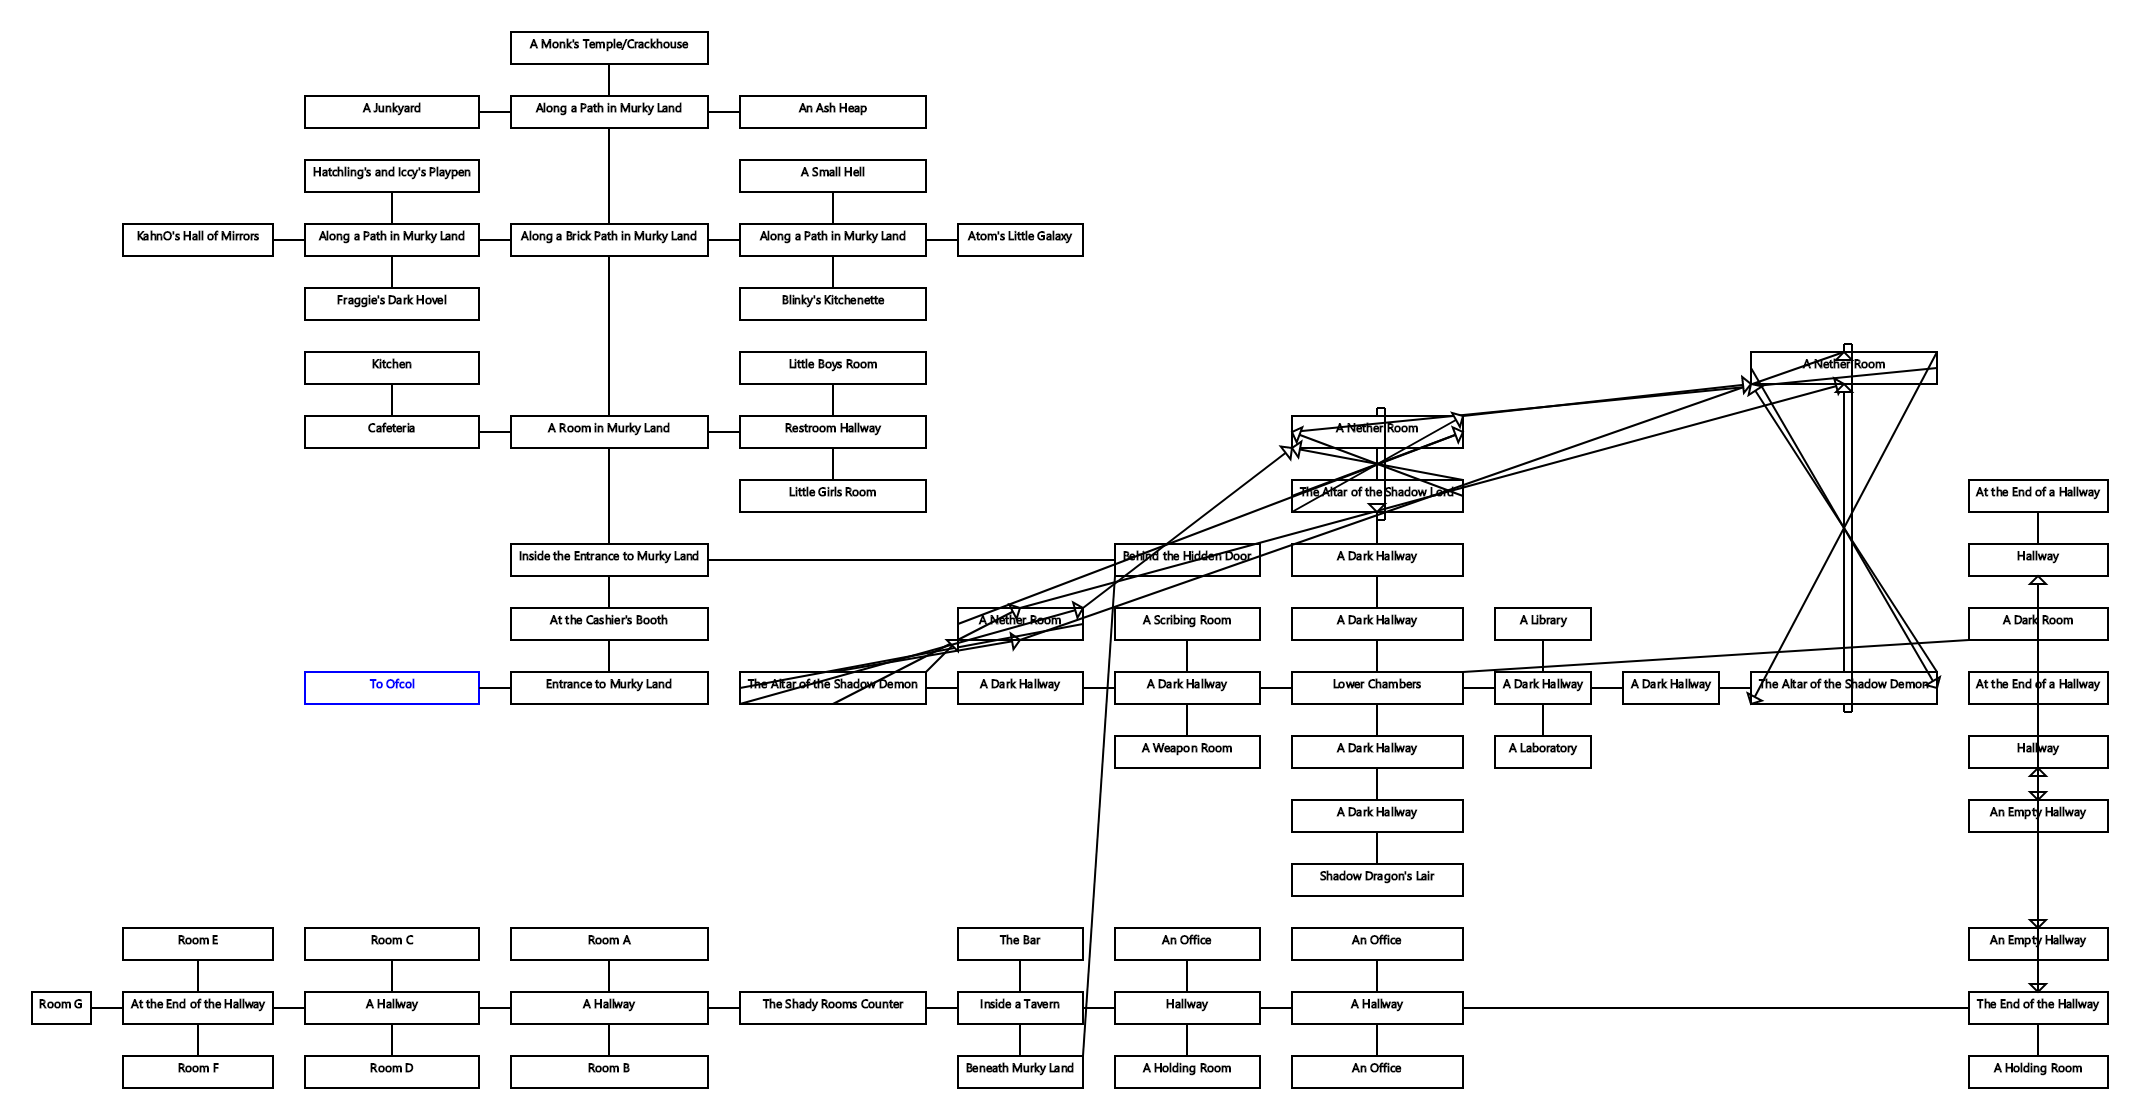 A Monk's Temple/Crackhouse
A Junkyard
Along a Path in Murky Land
An Ash Heap
Hatchling's and Iccy's Playpen
A Small Hell
KahnO's Hall of Mirrors
Along a Path in Murky Land
Along a Brick Path in Murky Land
Along a Path in Murky Land
Atom's Little Galaxy
Fraggie's Dark Hovel
Blinky's Kitchenette
Kitchen
Little Boys Room
A Nether Room
Cafeteria
A Room in Murky Land
Restroom Hallway
A Nether Room
Little Girls Room
The Altar of the Shadow Lord
At the End of a Hallway
Inside the Entrance to Murky Land
Behind the Hidden Door
A Dark Hallway
Hallway
At the Cashier's Booth
A Nether Room
A Scribing Room
A Dark Hallway
A Library
A Dark Room
To Ofcol
Entrance to Murky Land
The Altar of the Shadow Demon
A Dark Hallway
A Dark Hallway
Lower Chambers
A Dark Hallway
A Dark Hallway
The Altar of the Shadow Demon
At the End of a Hallway
A Weapon Room
A Dark Hallway
A Laboratory
Hallway
A Dark Hallway
An Empty Hallway
Shadow Dragon's Lair
Room E
Room C
Room A
The Bar
An Office
An Office
An Empty Hallway
Room G
At the End of the Hallway
A Hallway
A Hallway
The Shady Rooms Counter
Inside a Tavern
Hallway
A Hallway
The End of the Hallway
Room F
Room D
Room B
Beneath Murky Land
A Holding Room
An Office
A Holding Room